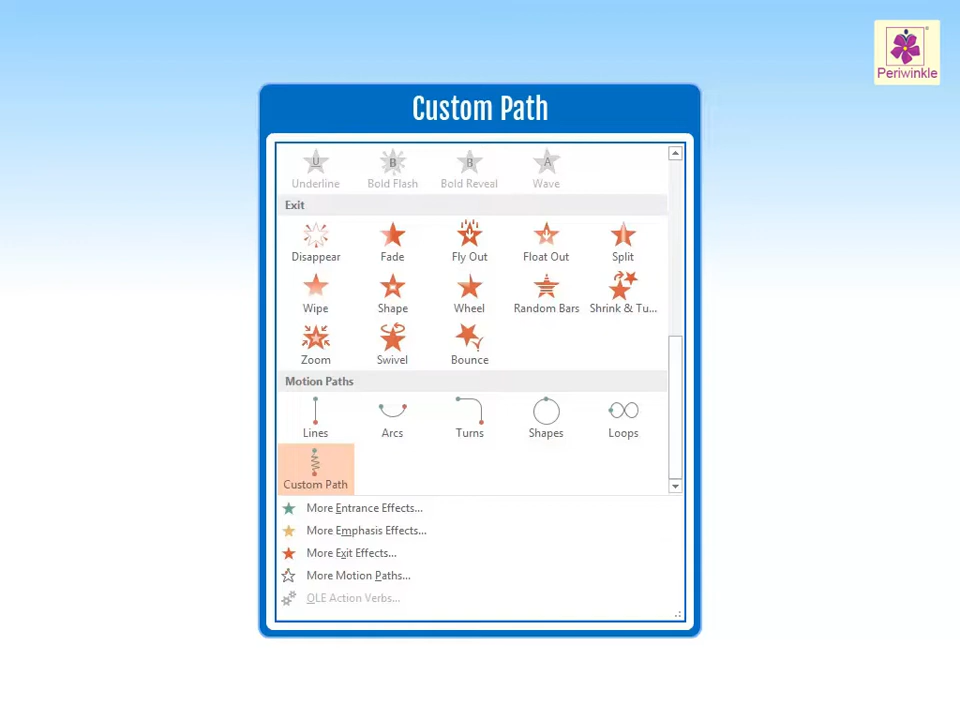 Periwinkle
Custom Path
U B 8 A
Underline Bold Flash Bold Reveal Wave
Exit
Disappear Fade Fly Out Float Out Split
Wipe Shape Wheel Random Bars Shrink & Tu...
Zoom Swivel Bounce
Motion Paths
Lines Arcs Turns Shapes Loops
Custom Path
More Entrance Effects...
More Emphasis Effects...
More Exit Effects...
More Motion Paths...
OLE Action Verbs...